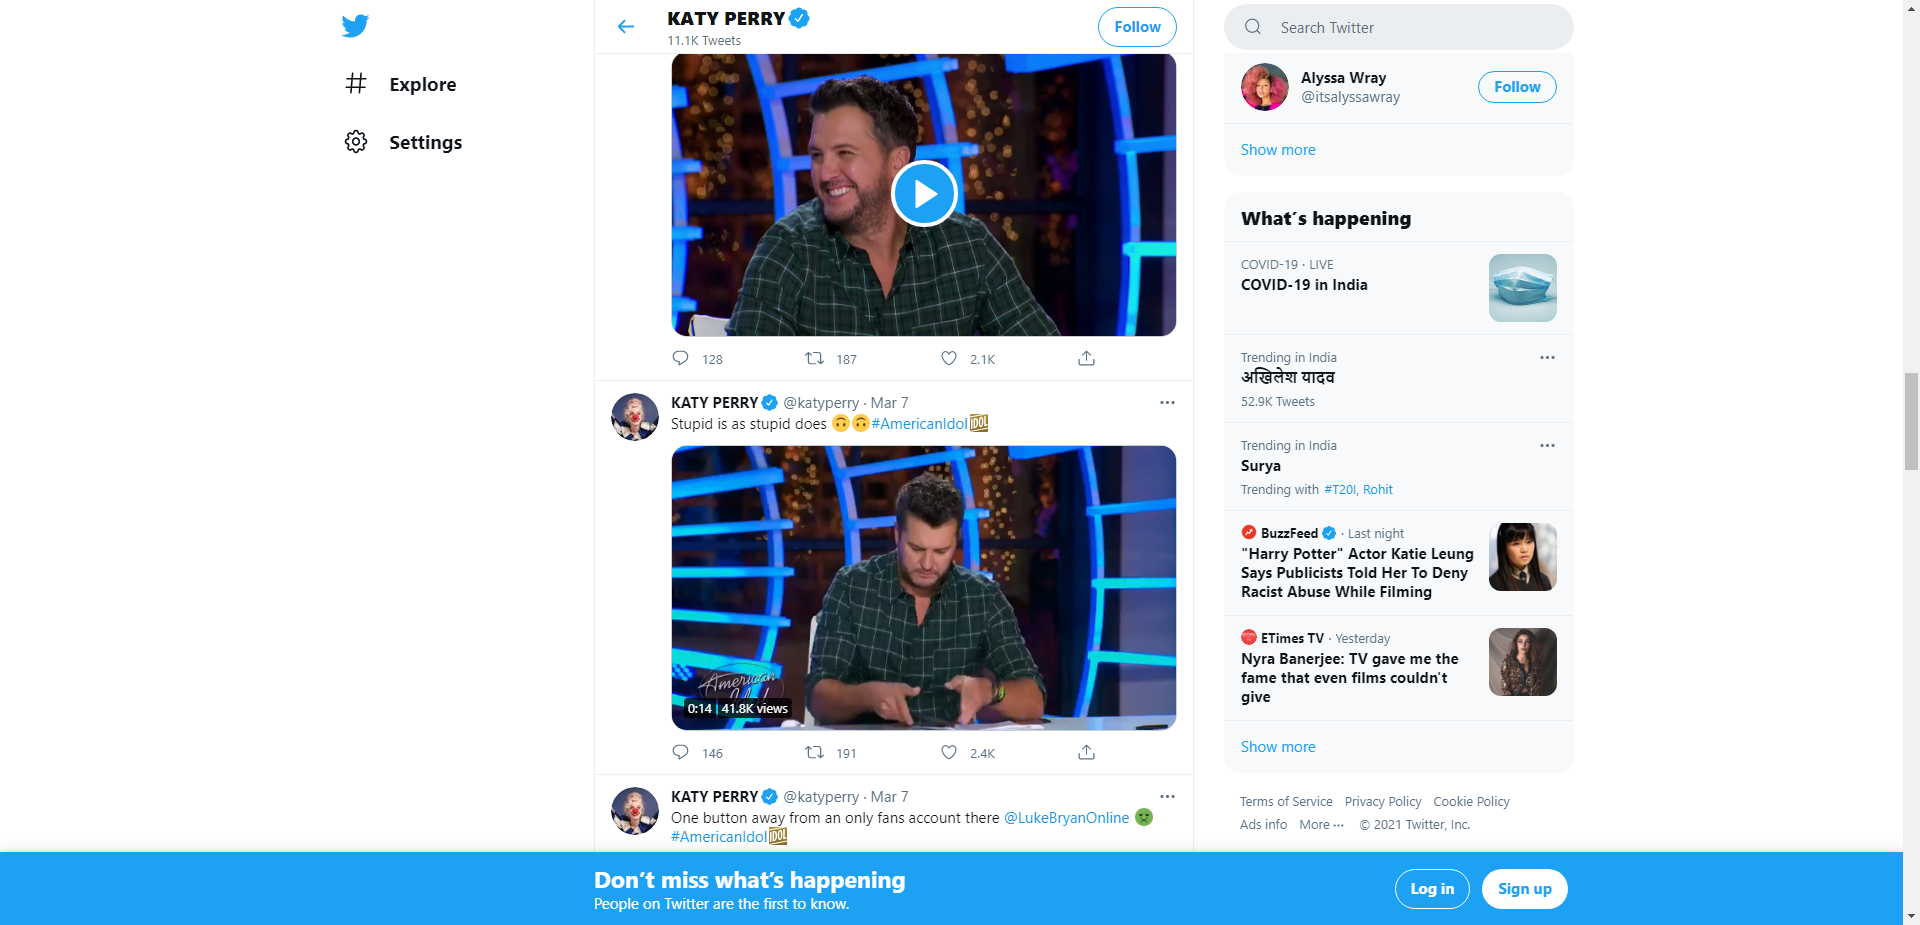 KATY PERRY
11.1K Tweets
Follow
Search Twitter
Explore
Settings
128
187
2.1K
KATY PERRY @katyperry · Mar 7
Stupid is as stupid does 🙃🙃#AmericanIdol
IDOL
American Idol
0:14 | 41.8K views
146
191
2.4K
KATY PERRY @katyperry · Mar 7
One button away from an only fans account there @LukeBryanOnline 🤢
#AmericanIdol
IDOL
Alyssa Wray
@itsalyssawray
Follow
Show more
What's happening
COVID-19 · LIVE
COVID-19 in India
Trending in India
अखिलेश यादव
52.9K Tweets
Trending in India
Surya
Trending with #T20I, Rohit
BuzzFeed · Last night
"Harry Potter" Actor Katie Leung
Says Publicists Told Her To Deny
Racist Abuse While Filming
ETimes TV · Yesterday
Nyra Banerjee: TV gave me the
fame that even films couldn't
give
Show more
Terms of Service Privacy Policy Cookie Policy
Ads info More ··· © 2021 Twitter, Inc.
Don't miss what's happening
People on Twitter are the first to know.
Log in
Sign up